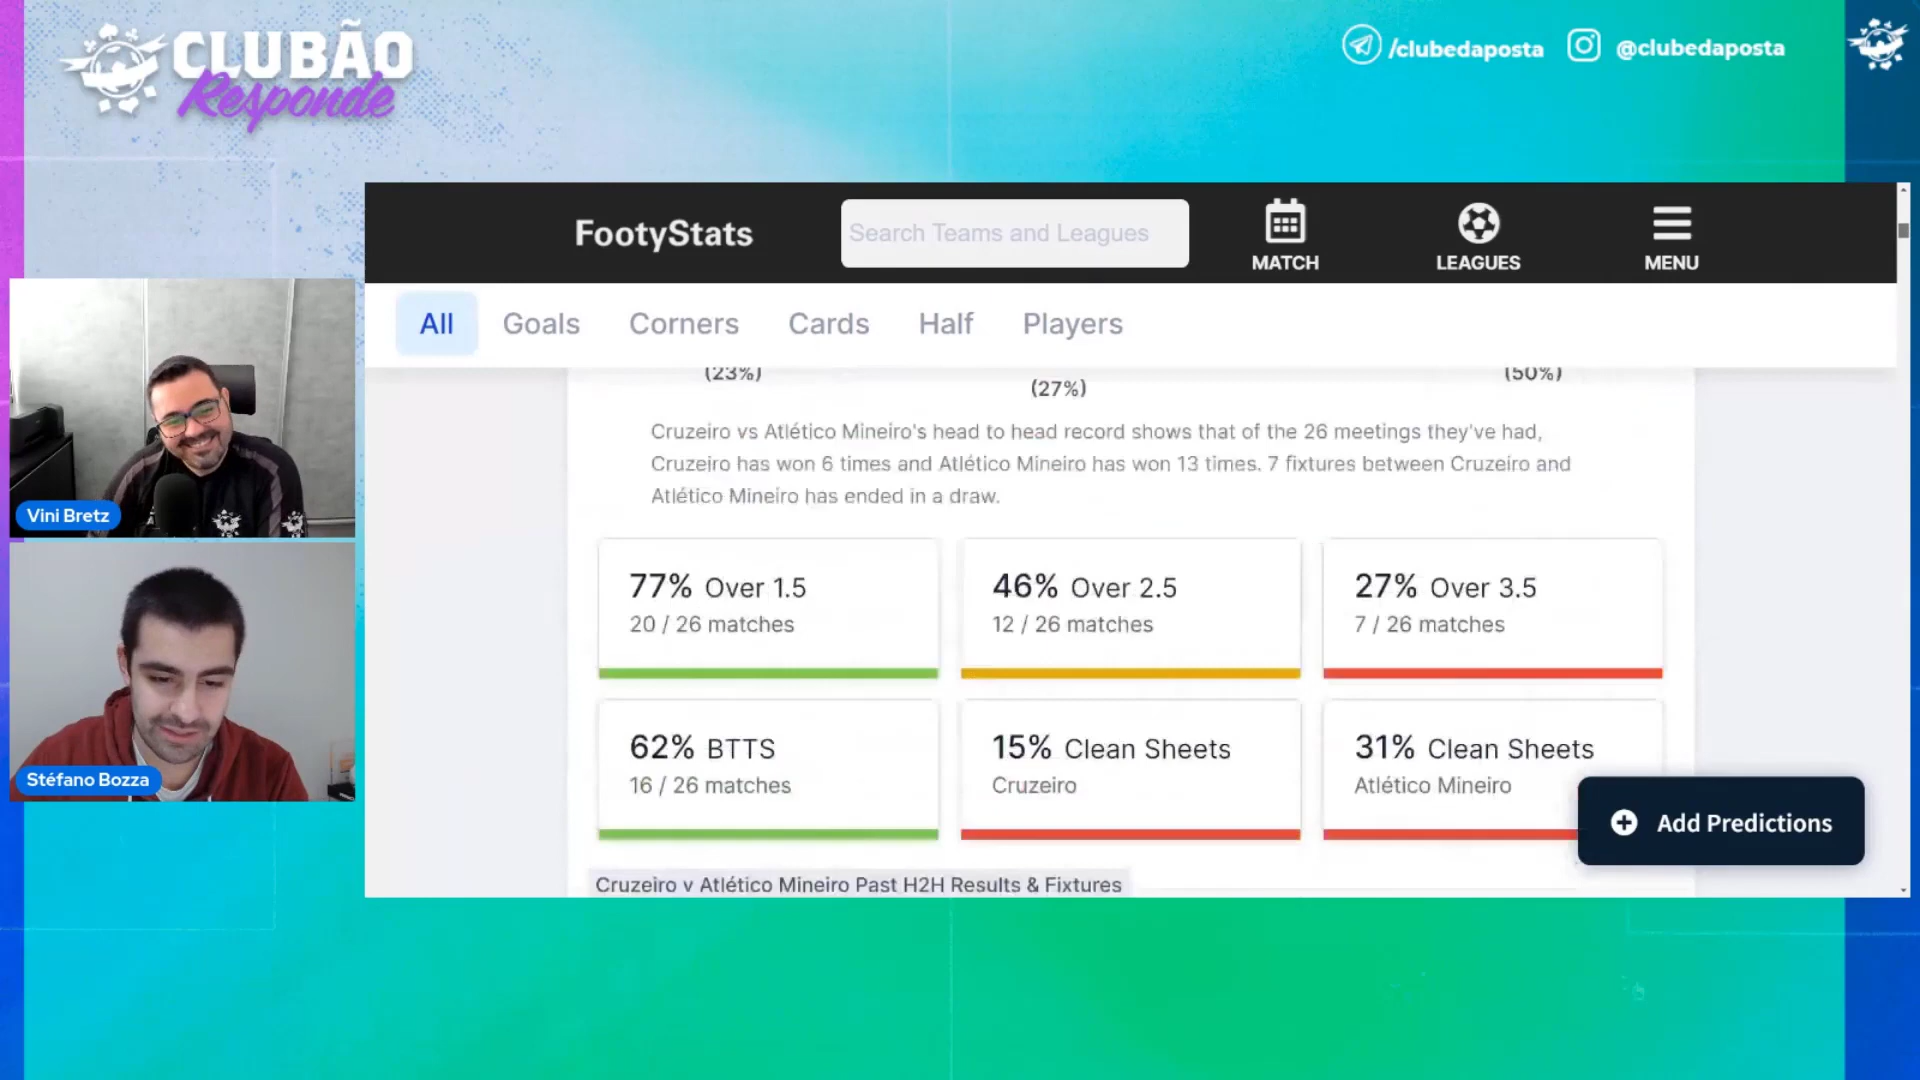 CLUBÃO
Responde
/clubedaposta
@clubedaposta
FootyStats
Search Teams and Leagues
MATCH
LEAGUES
MENU
All
Goals
Corners
Cards
Half
Players
(23%)
(27%)
(50%)
Cruzeiro vs Atlético Mineiro's head to head record shows that of the 26 meetings they've had,
Cruzeiro has won 6 times and Atlético Mineiro has won 13 times. 7 fixtures between Cruzeiro and
Atlético Mineiro has ended in a draw.
77% Over 1.5
20 / 26 matches
46% Over 2.5
12 / 26 matches
27% Over 3.5
7 / 26 matches
62% BTTS
16 / 26 matches
15% Clean Sheets
Cruzeiro
31% Clean Sheets
Atlético Mineiro
Add Predictions
Cruzeiro v Atlético Mineiro Past H2H Results & Fixtures
Vini Bretz
Stéfano Bozza